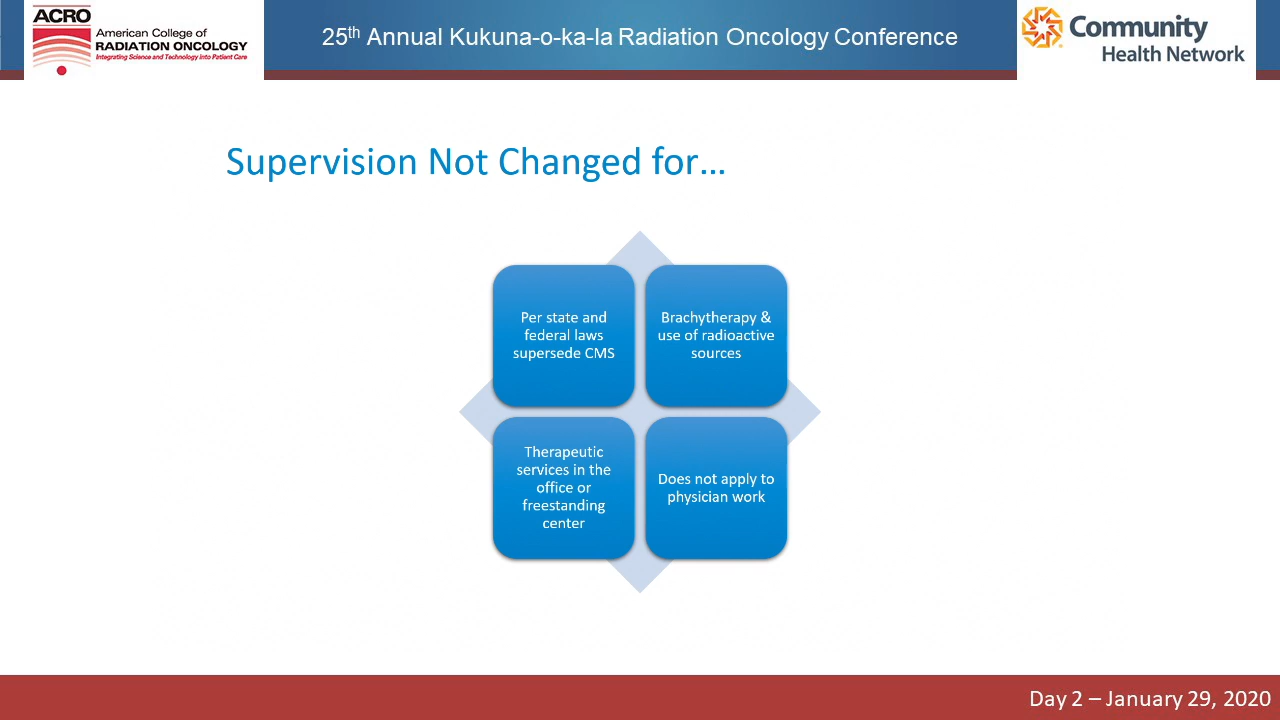 ACRO
American College of
RADIATION ONCOLOGY
Integrating Science and Technology Into Patient Care
25th Annual Kukuna-o-ka-la Radiation Oncology Conference
Community
Health Network
Supervision Not Changed for…
Per state and
federal laws
supersede CMS
Brachytherapy &
use of radioactive
sources
Therapeutic
services in the
office or
freestanding
center
Does not apply to
physician work
Day 2 – January 29, 2020